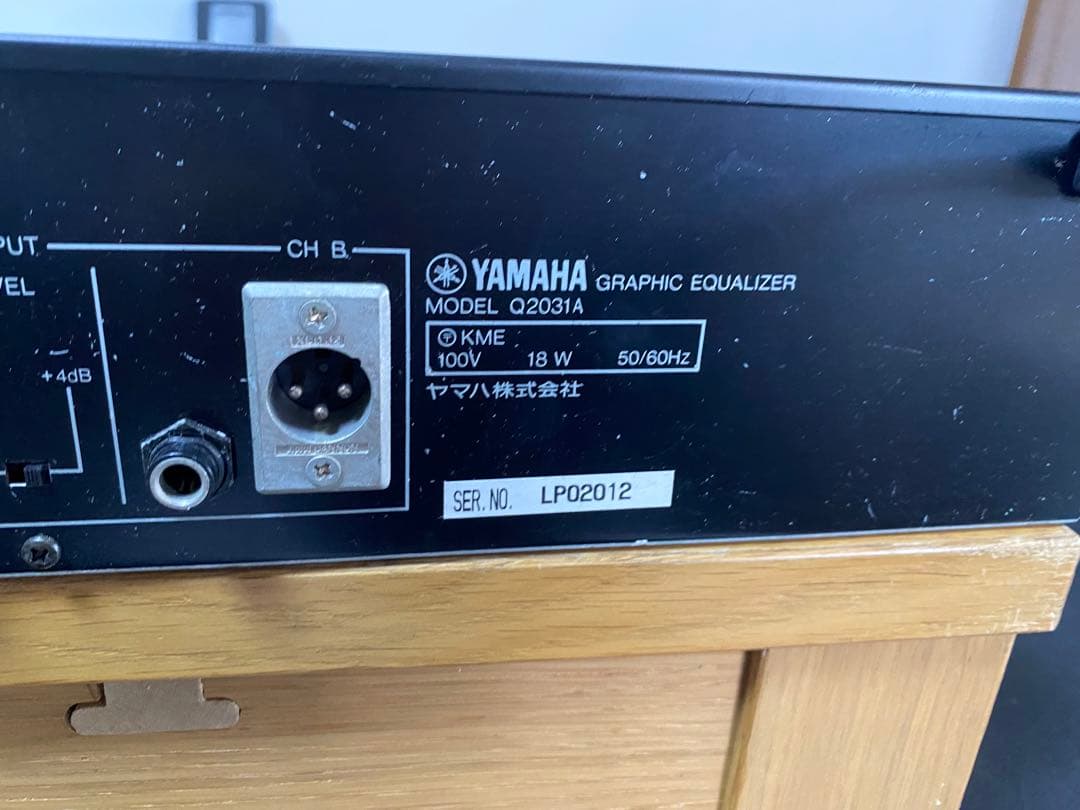 PUT
CH B
VEL
+4dB
YAMAHA GRAPHIC EQUALIZER
MODEL Q2031A
KME
100V 18 W 50/60Hz
ヤマハ株式会社
SER.NO. LP02012